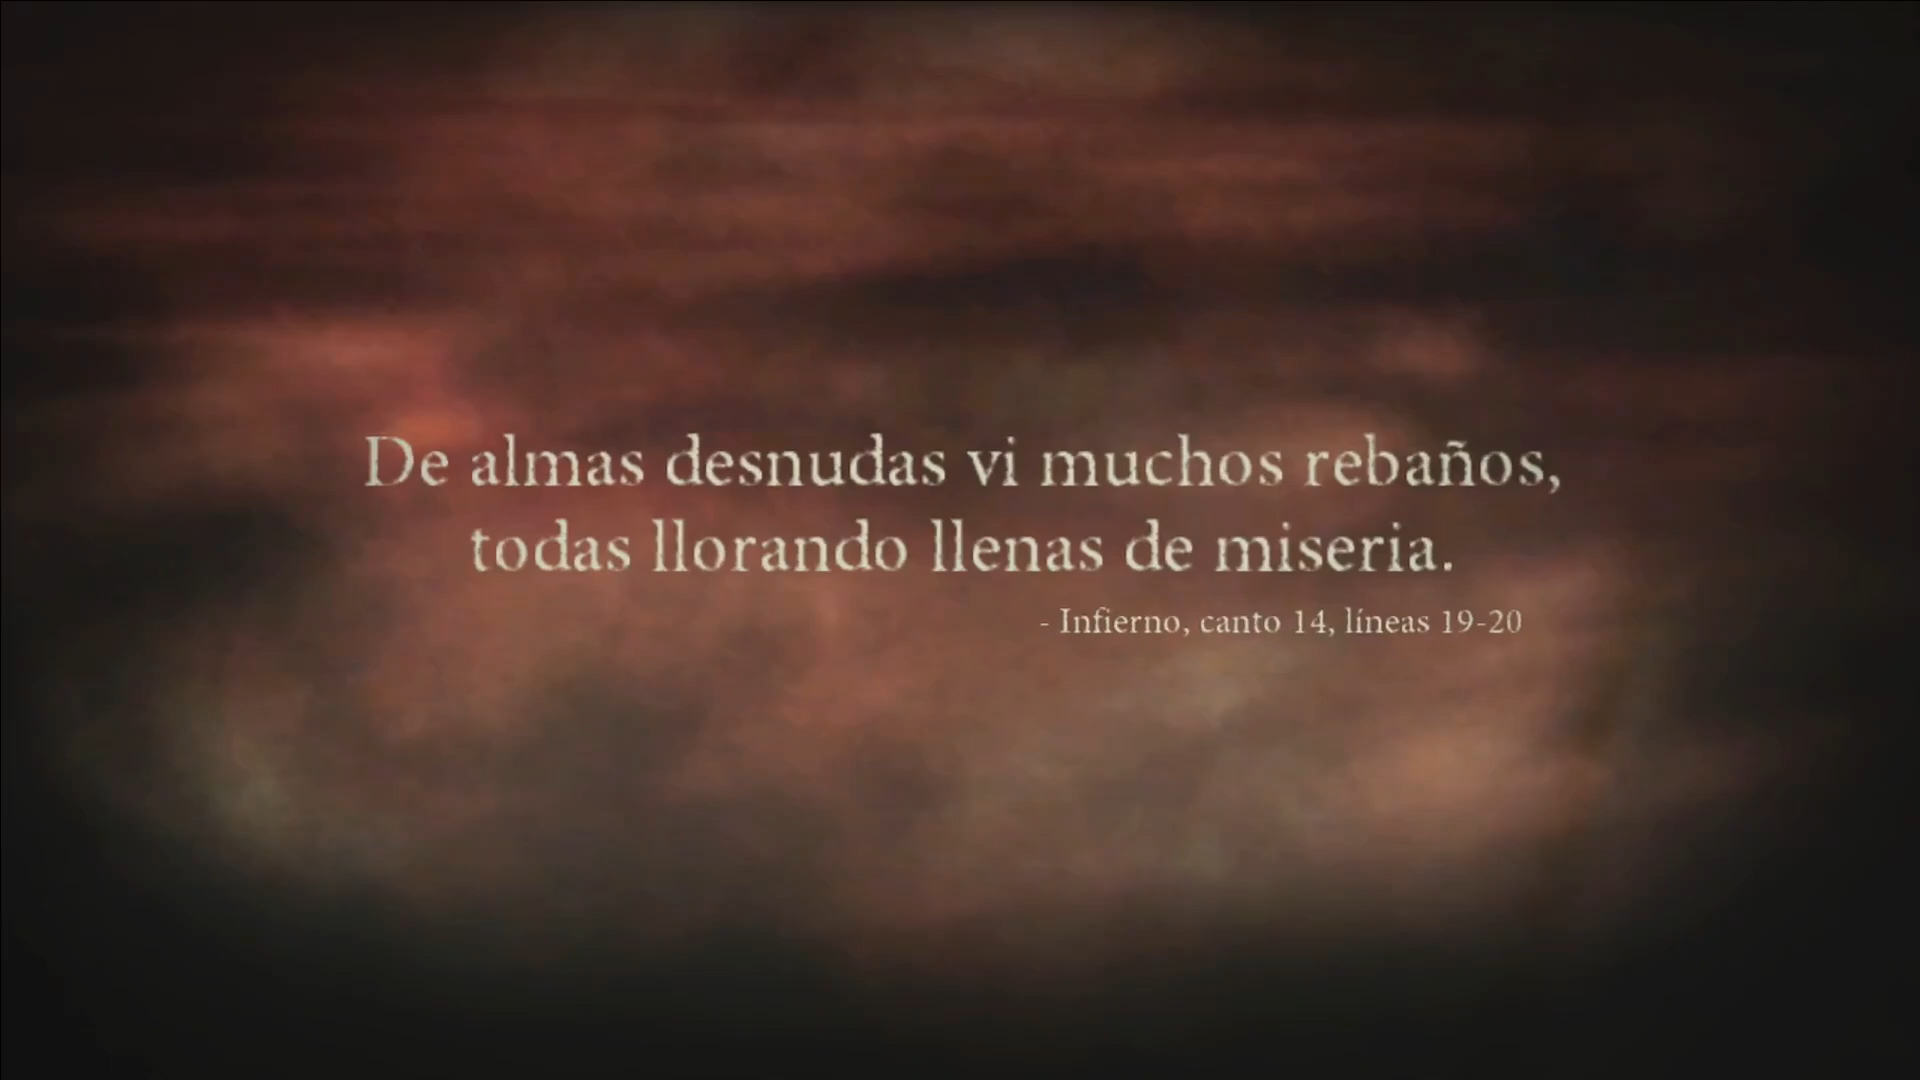 De almas desnudas vi muchos rebaños,
todas llorando llenas de miseria.
- Infierno, canto 14, líneas 19-20